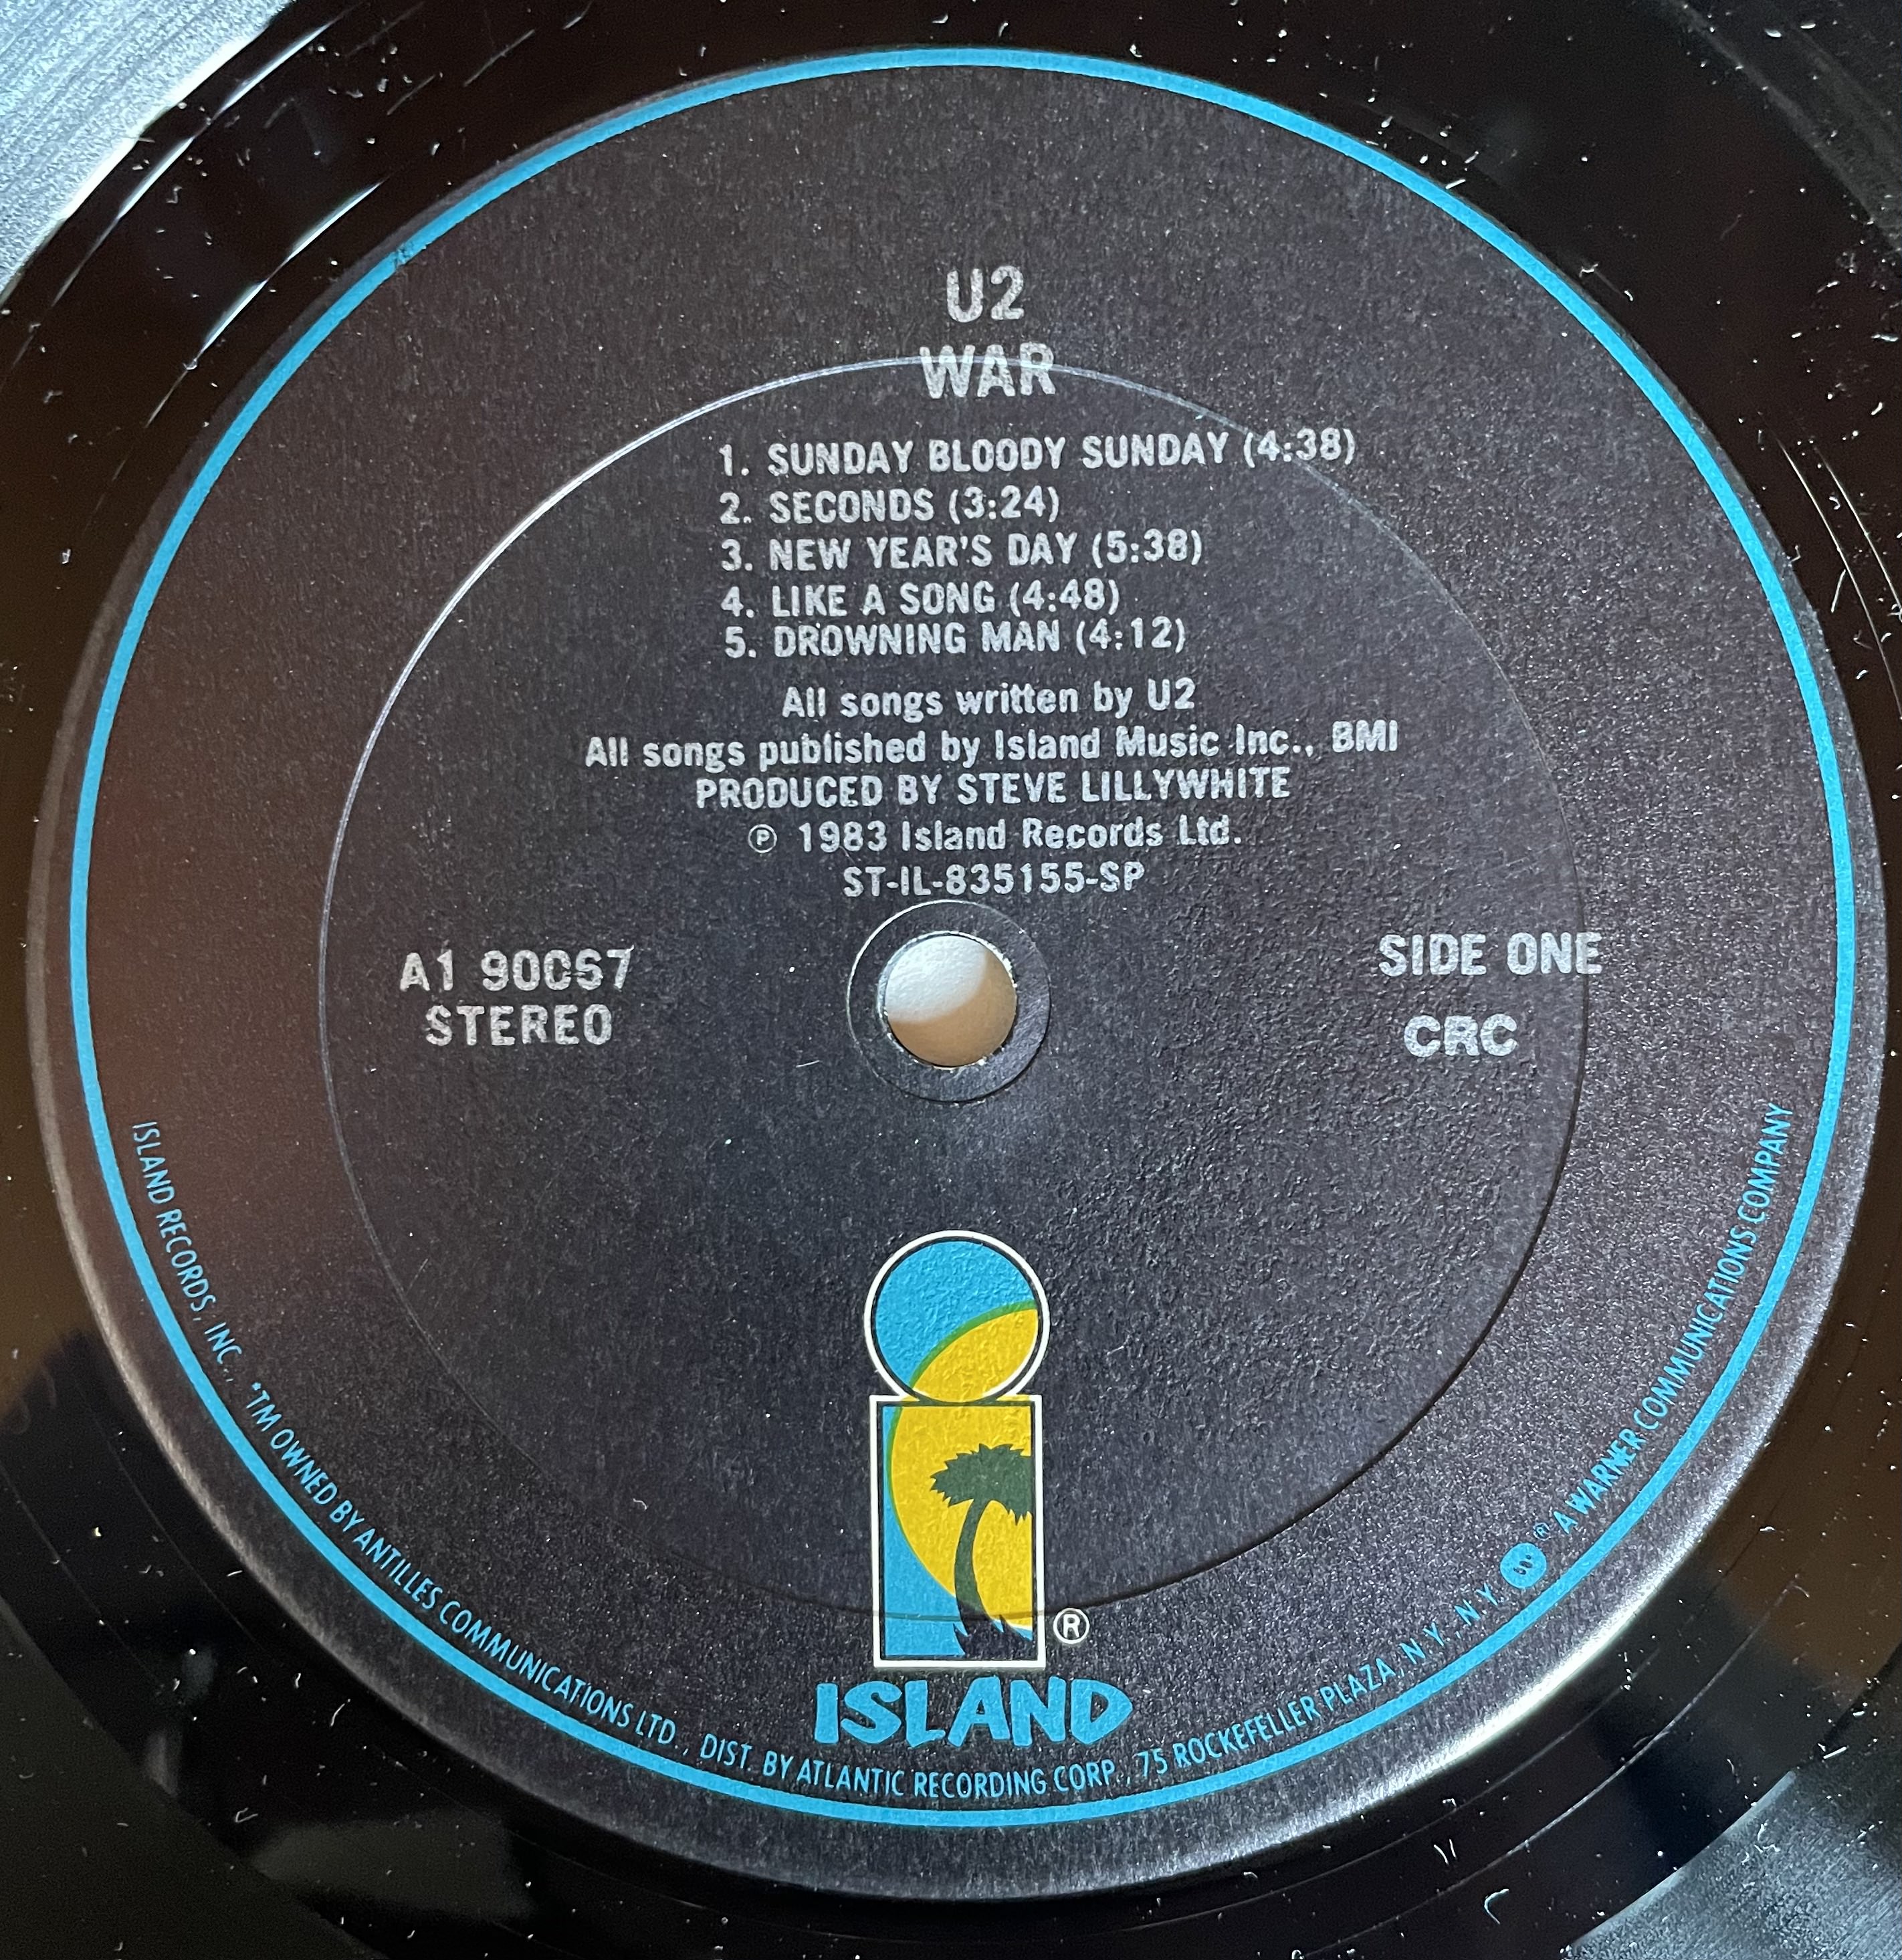 U2
WAR
1. SUNDAY BLOODY SUNDAY (4:38)
2. SECONDS (3:24)
3. NEW YEAR'S DAY (5:38)
4. LIKE A SONG (4:48)
5. DROWNING MAN (4:12)
All songs written by U2
All songs published by Island Music Inc., BMI
PRODUCED BY STEVE LILLYWHITE
Ⓟ 1983 Island Records Ltd.
ST-IL-835155-SP
A1 90067
STEREO
SIDE ONE
CRC
®
ISLAND
ISLAND RECORDS, INC., *TM OWNED BY ANTILLES COMMUNICATIONS LTD., DIST. BY ATLANTIC RECORDING CORP., 75 ROCKEFELLER PLAZA, N.Y., N.Y. ® A WARNER COMMUNICATIONS COMPANY